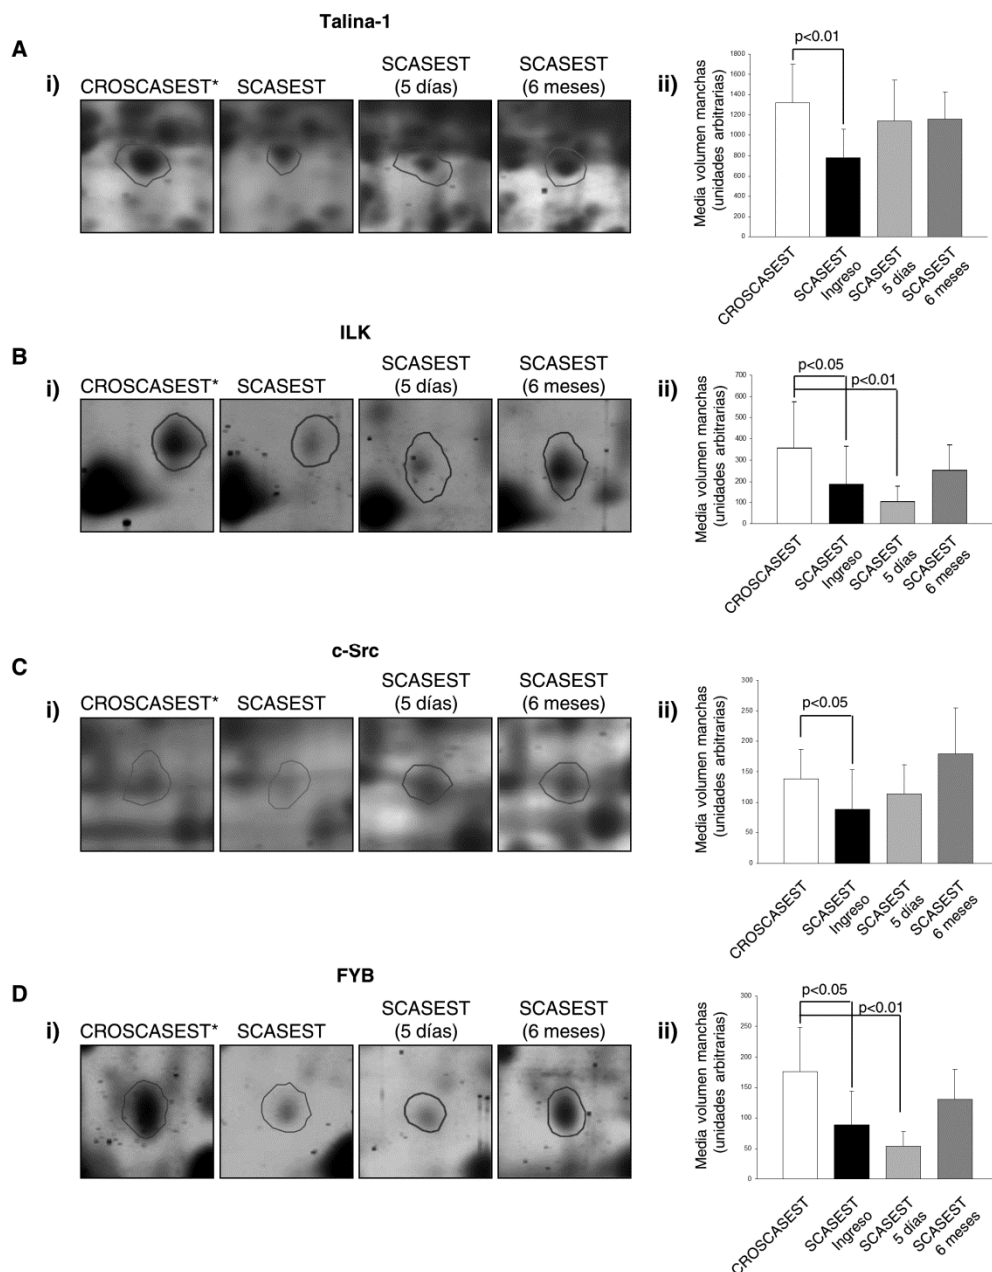 Talina-1
A
i)
CROSCASEST*
SCASEST
SCASEST
(5 días)
SCASEST
(6 meses)
ii)
p<0.01
Media volumen manchas
(unidades arbitrarias)
1800
1600
1400
1200
1000
800
600
400
200
0
CROSCASEST
SCASEST
Ingreso
SCASEST
5 días
SCASEST
6 meses
ILK
B
i)
CROSCASEST*
SCASEST
SCASEST
(5 días)
SCASEST
(6 meses)
ii)
p<0.05
p<0.01
Media volumen manchas
(unidades arbitrarias)
700
600
500
400
300
200
100
0
CROSCASEST
SCASEST
Ingreso
SCASEST
5 días
SCASEST
6 meses
c-Src
C
i)
CROSCASEST*
SCASEST
SCASEST
(5 días)
SCASEST
(6 meses)
ii)
p<0.05
Media volumen manchas
(unidades arbitrarias)
300
250
200
150
100
50
0
CROSCASEST
SCASEST
Ingreso
SCASEST
5 días
SCASEST
6 meses
FYB
D
i)
CROSCASEST*
SCASEST
SCASEST
(5 días)
SCASEST
(6 meses)
ii)
p<0.05
p<0.01
Media volumen manchas
(unidades arbitrarias)
300
250
200
150
100
50
0
CROSCASEST
SCASEST
Ingreso
SCASEST
5 días
SCASEST
6 meses